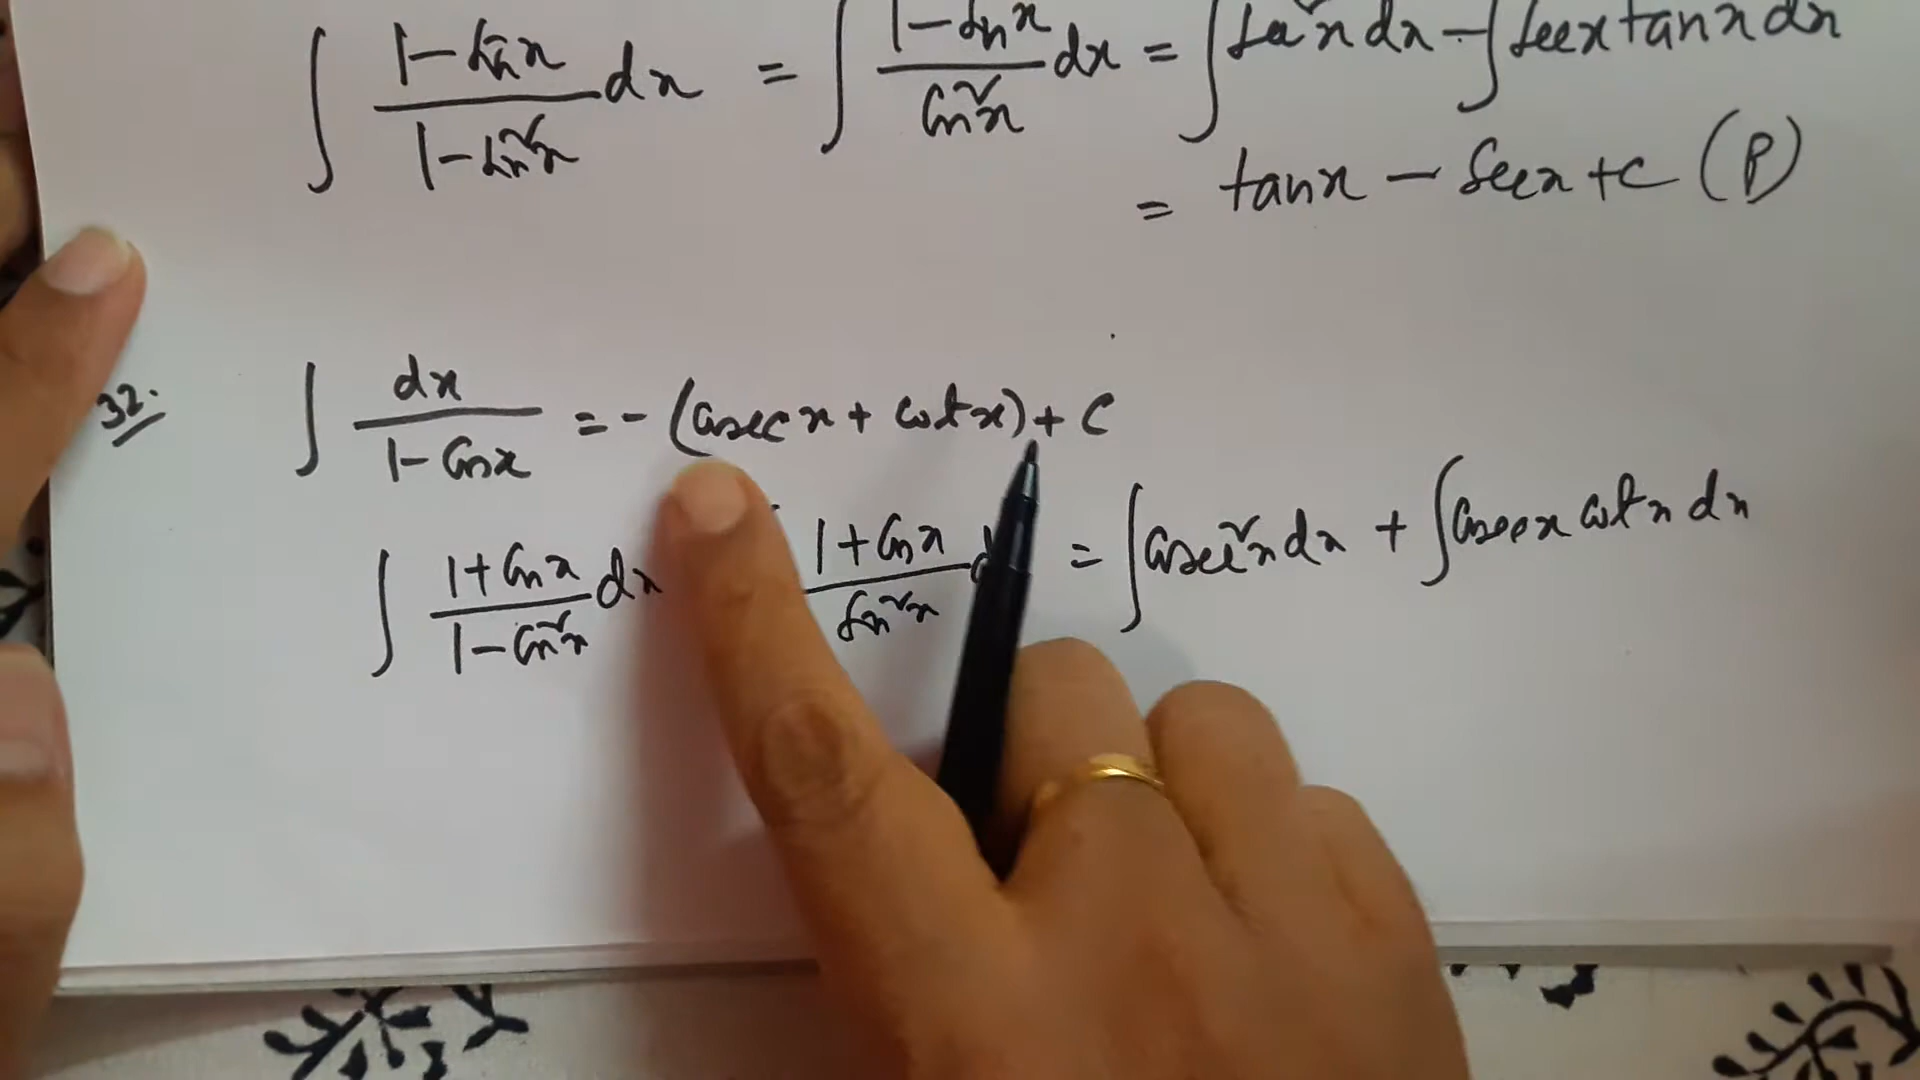 ∫ (1 - sin x)/(1 - sin²x) dx = ∫ (1 - sin x)/(cos²x) dx = ∫ sec²x dx - ∫ sec x tan x dx
= tan x - sec x + c (P)
32. ∫ dx/(1 - cos x) = - (cosec x + cot x) + C
∫ (1 + cos x)/(1 - cos²x) dx (1 + cos x)/(sin²x) d = ∫ cosec²x dx + ∫ cosec x cot x dx